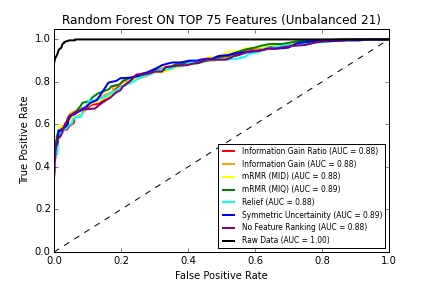 Random Forest ON TOP 75 Features (Unbalanced 21)
True Positive Rate
1.0
0.8
0.6
0.4
0.2
0.0
Information Gain Ratio (AUC = 0.88)
Information Gain (AUC = 0.88)
mRMR (MID) (AUC = 0.88)
mRMR (MIQ) (AUC = 0.89)
Relief (AUC = 0.88)
Symmetric Uncertainity (AUC = 0.89)
No Feature Ranking (AUC = 0.88)
Raw Data (AUC = 1.00)
0.0 0.2 0.4 0.6 0.8 1.0
False Positive Rate